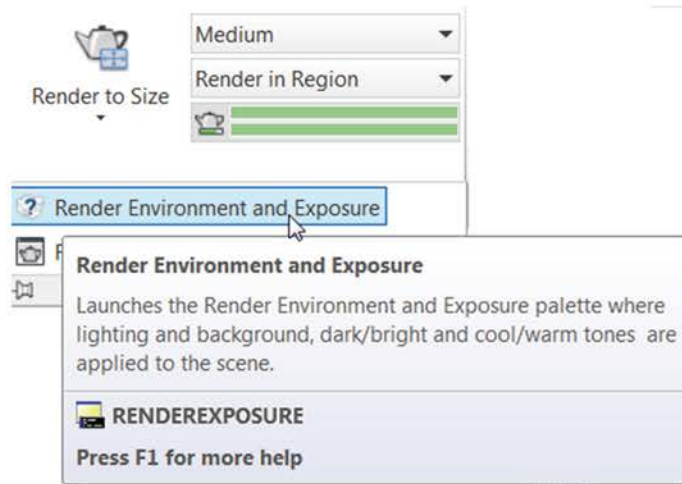 Medium
Render in Region
Render to Size
Render Environment and Exposure
Render Environment and Exposure
Launches the Render Environment and Exposure palette where
lighting and background, dark/bright and cool/warm tones are
applied to the scene.
RENDEREXPOSURE
Press F1 for more help